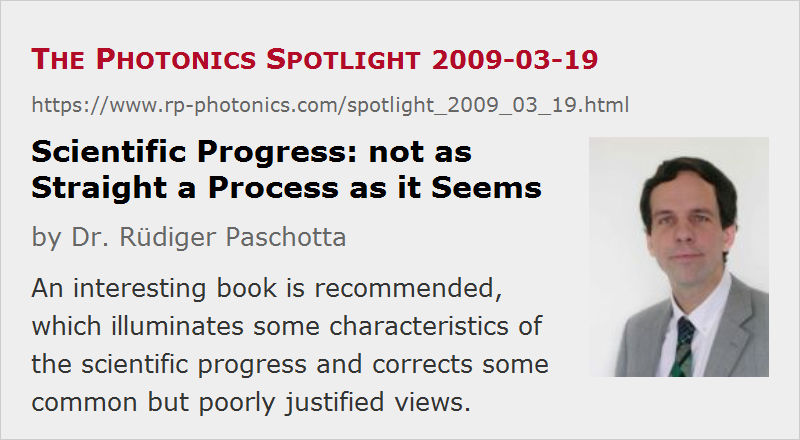 The Photonics Spotlight 2009-03-19
https://www.rp-photonics.com/spotlight_2009_03_19.html
Scientific Progress: not as
Straight a Process as it Seems
by Dr. Rüdiger Paschotta
An interesting book is recommended,
which illuminates some characteristics of
the scientific progress and corrects some
common but poorly justified views.